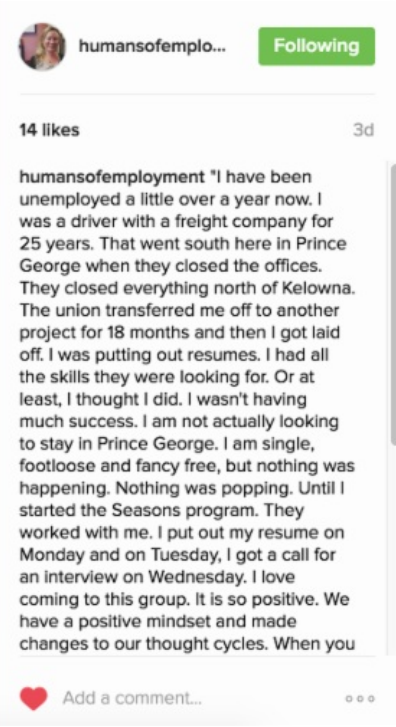 humansofemplo...
Following
14 likes
3d
humansofemployment "I have been
unemployed a little over a year now. I
was a driver with a freight company for
25 years. That went south here in Prince
George when they closed the offices.
They closed everything north of Kelowna.
The union transferred me off to another
project for 18 months and then I got laid
off. I was putting out resumes. I had all
the skills they were looking for. Or at
least, I thought I did. I wasn't having
much success. I am not actually looking
to stay in Prince George. I am single,
footloose and fancy free, but nothing was
happening. Nothing was popping. Until I
started the Seasons program. They
worked with me. I put out my resume on
Monday and on Tuesday, I got a call for
an interview on Wednesday. I love
coming to this group. It is so positive. We
have a positive mindset and made
changes to our thought cycles. When you
Add a comment...